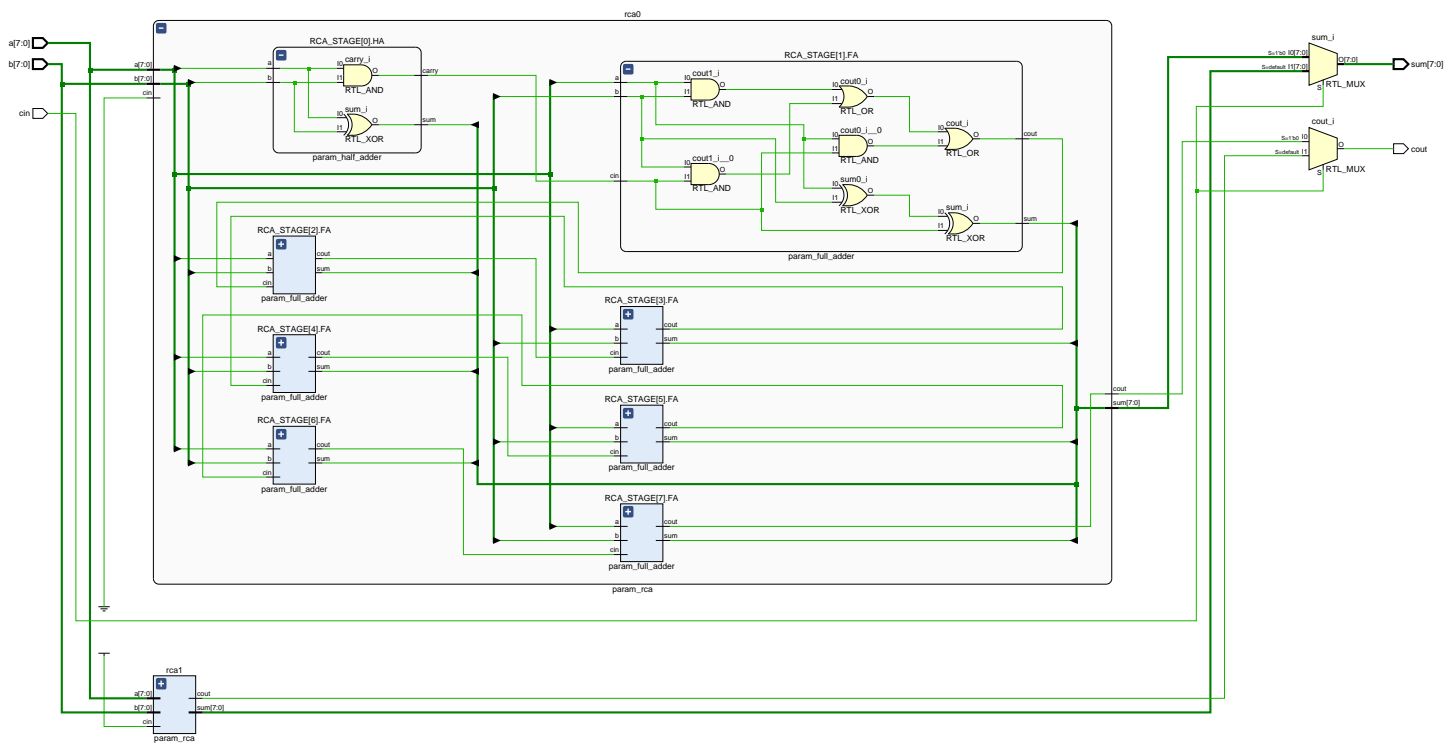 rca0
a[7:0]
b[7:0]
cin
a[7:0]
b[7:0]
cin
RCA_STAGE[0].HA
a
b
I0
I1
carry_i
O
RTL_AND
carry
sum_i
I0
I1
O
RTL_XOR
sum
param_half_adder
RCA_STAGE[1].FA
a
b
cin
cout1_i
I0
I1
O
RTL_AND
cout0_i
I0
I1
O
RTL_OR
cout0_i__0
I0
I1
O
RTL_AND
cout_i
I0
I1
O
RTL_OR
cout
cout1_i__0
I0
I1
O
RTL_AND
sum0_i
I0
I1
O
RTL_XOR
sum_i
I0
I1
O
RTL_XOR
sum
param_full_adder
RCA_STAGE[2].FA
a
b
cin
cout
sum
param_full_adder
RCA_STAGE[3].FA
a
b
cin
cout
sum
param_full_adder
RCA_STAGE[4].FA
a
b
cin
cout
sum
param_full_adder
RCA_STAGE[5].FA
a
b
cin
cout
sum
param_full_adder
RCA_STAGE[6].FA
a
b
cin
cout
sum
param_full_adder
RCA_STAGE[7].FA
a
b
cin
cout
sum
param_full_adder
cout
sum[7:0]
param_rca
sum_i
S=1'b0 I0[7:0]
S=default I1[7:0]
O[7:0]
S
RTL_MUX
sum[7:0]
cout_i
S=1'b0 I0
S=default I1
O
S
RTL_MUX
cout
rca1
a[7:0]
b[7:0]
cin
cout
sum[7:0]
param_rca